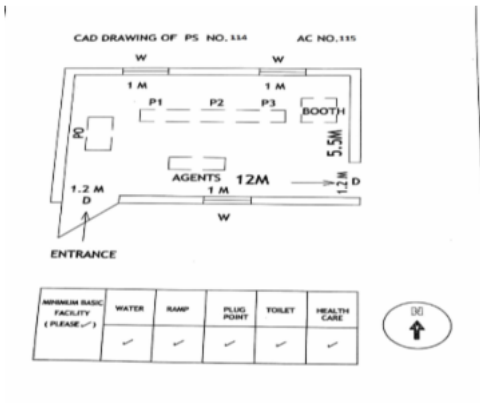 CAD DRAWING OF PS NO.114 AC NO.115
W W
1 M 1 M
P1 P2 P3
BOOTH
PO
5.5M
AGENTS 12M
1.2 M 1 M 1.2 M D
D
W
ENTRANCE
MINIMUM BASIC FACILITY (PLEASE ✓) WATER RAMP PLUG POINT TOILET HEALTH CARE
✓ ✓ ✓ ✓ ✓
N